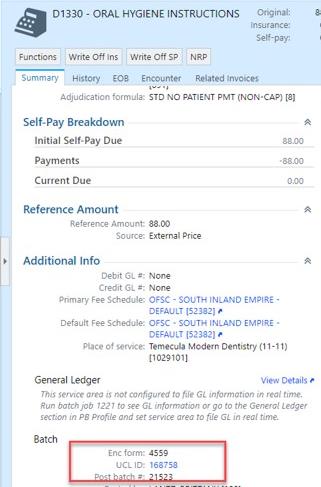 D1330 - ORAL HYGIENE INSTRUCTIONS
Original:
Insurance:
Self-pay:
Functions Write Off Ins Write Off SP NRP
Summary History EOB Encounter Related Invoices
Adjudication formula: STD NO PATIENT PMT (NON-CAP) [8]
Self-Pay Breakdown
Initial Self-Pay Due 88.00
Payments -88.00
Current Due 0.00
Reference Amount
Reference Amount: 88.00
Source: External Price
Additional Info
Debit GL #: None
Credit GL #: None
Primary Fee Schedule: OFSC - SOUTH INLAND EMPIRE -
DEFAULT [52382]
Default Fee Schedule: OFSC - SOUTH INLAND EMPIRE -
DEFAULT [52382]
Place of service: Temecula Modern Dentistry (11-11)
[1029101]
General Ledger View Details
This service area is not configured to file GL information in real time.
Run batch job 1221 to see GL information or go to the General Ledger
section in PB Profile and set service area to file GL in real time.
Batch
Enc form: 4559
UCL ID: 168758
Post batch #: 21523